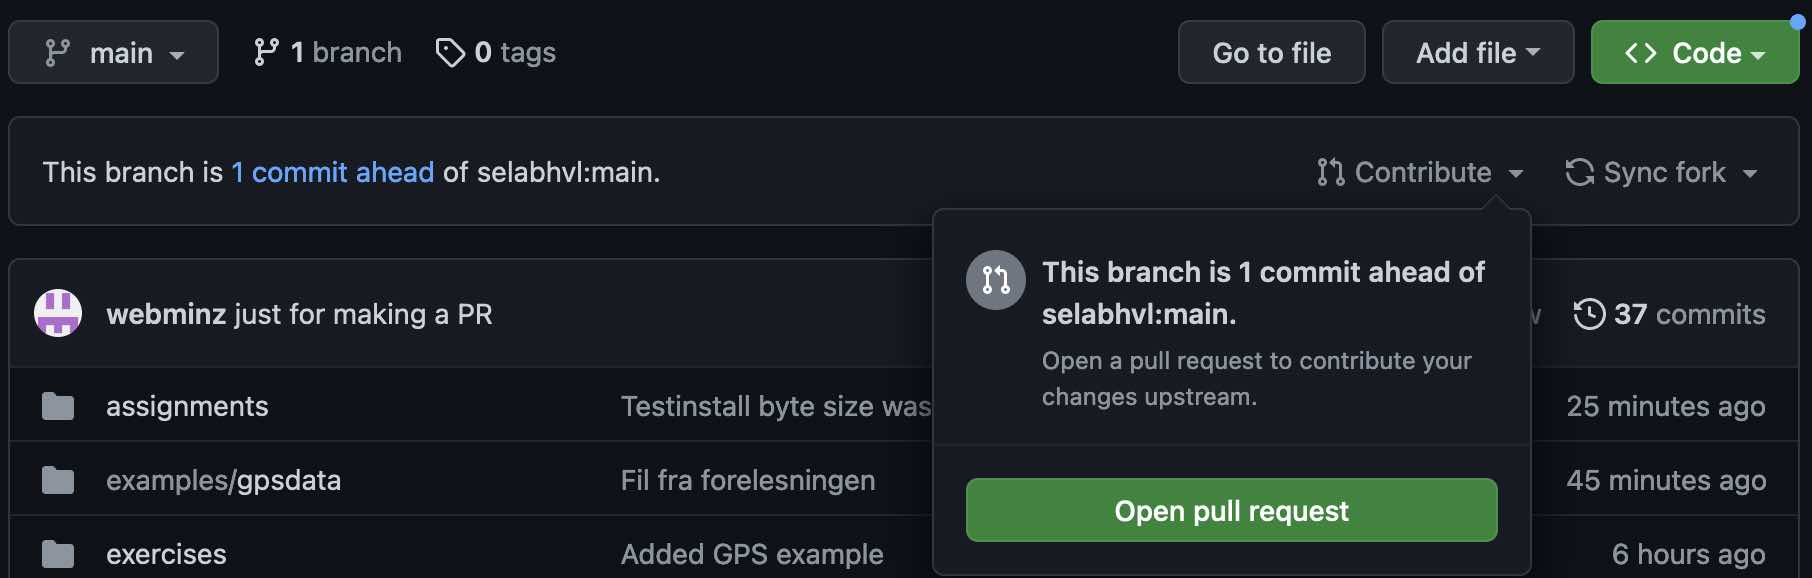 main 1 branch 0 tags Go to file Add file <> Code
This branch is 1 commit ahead of selabhvl:main. Contribute Sync fork
This branch is 1 commit ahead of
selabhvl:main.
Open a pull request to contribute your
changes upstream.
Open pull request
webminz just for making a PR 37 commits
assignments Testinstall byte size was 25 minutes ago
examples/gpsdata Fil fra forelesningen 45 minutes ago
exercises Added GPS example 6 hours ago